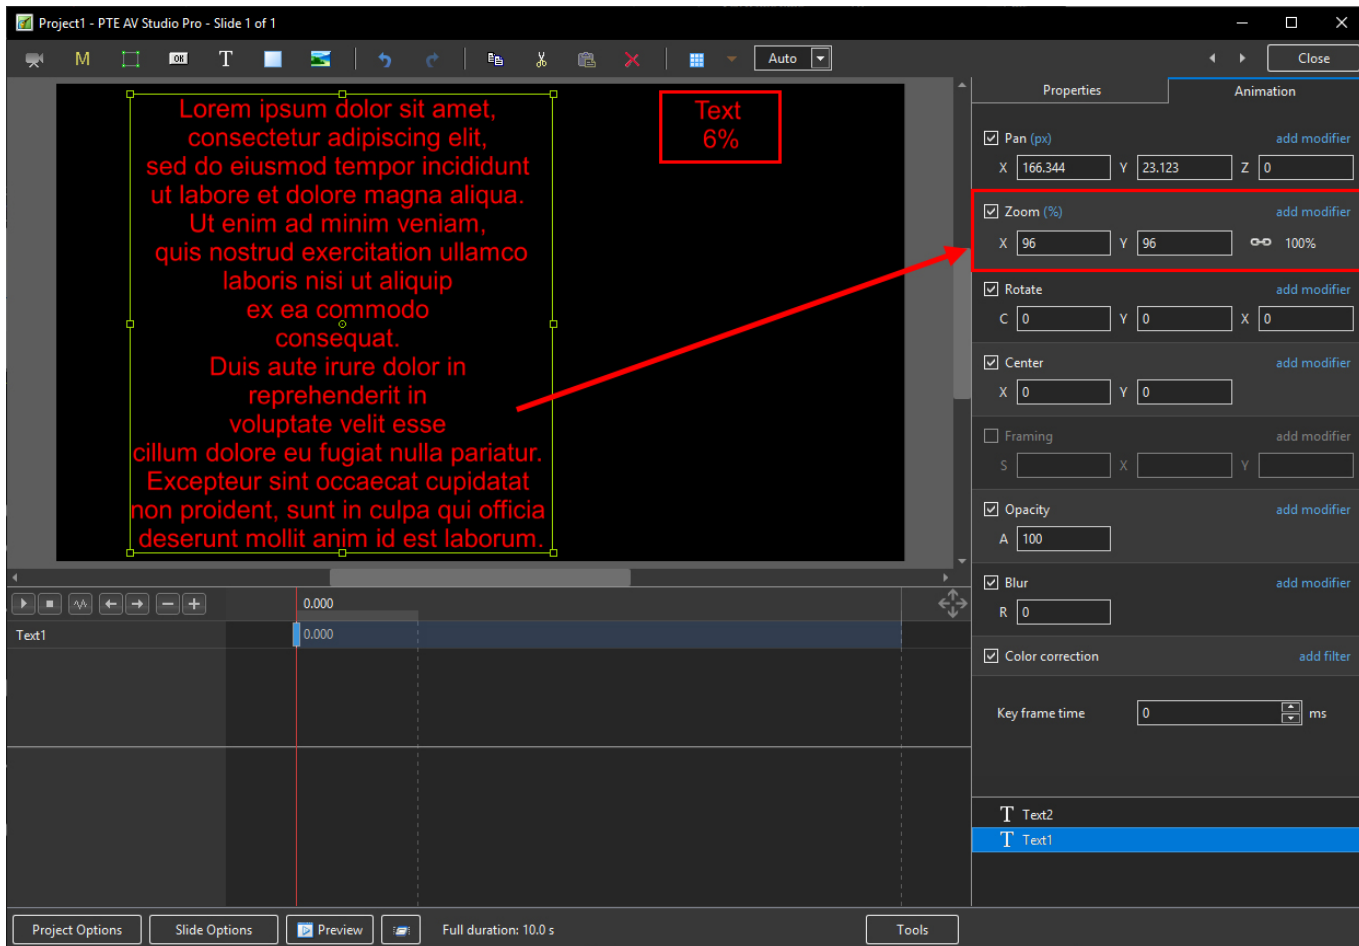 Project1 - PTE AV Studio Pro - Slide 1 of 1
M OK T Auto Close
Lorem ipsum dolor sit amet,
consectetur adipiscing elit,
sed do eiusmod tempor incididunt
ut labore et dolore magna aliqua.
Ut enim ad minim veniam,
quis nostrud exercitation ullamco
laboris nisi ut aliquip
ex ea commodo
consequat.
Duis aute irure dolor in
reprehenderit in
voluptate velit esse
cillum dolore eu fugiat nulla pariatur.
Excepteur sint occaecat cupidatat
non proident, sunt in culpa qui officia
deserunt mollit anim id est laborum.
Text
6%
Properties Animation
Pan (px) add modifier
X 166.344 Y 23.123 Z 0
Zoom (%) add modifier
X 96 Y 96 100%
Rotate add modifier
C 0 Y 0 X 0
Center add modifier
X 0 Y 0
Framing add modifier
S X Y
Opacity add modifier
A 100
Blur add modifier
R 0
Color correction add filter
Key frame time 0 ms
T Text2
T Text1
0.000
Text1 0.000
Project Options Slide Options Preview Full duration: 10.0 s Tools